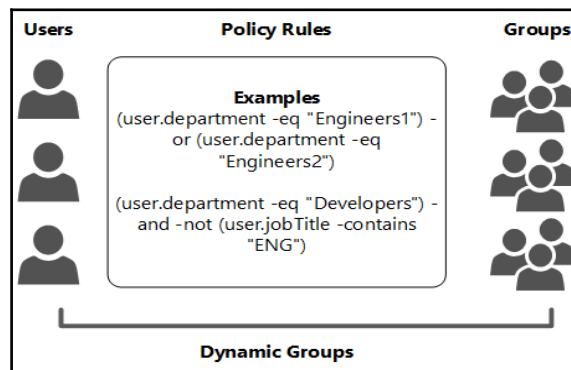 Users
Policy Rules
Groups
Examples
(user.department -eq "Engineers1") -
or (user.department -eq
"Engineers2")
(user.department -eq "Developers") -
and -not (user.jobTitle -contains
"ENG")
Dynamic Groups